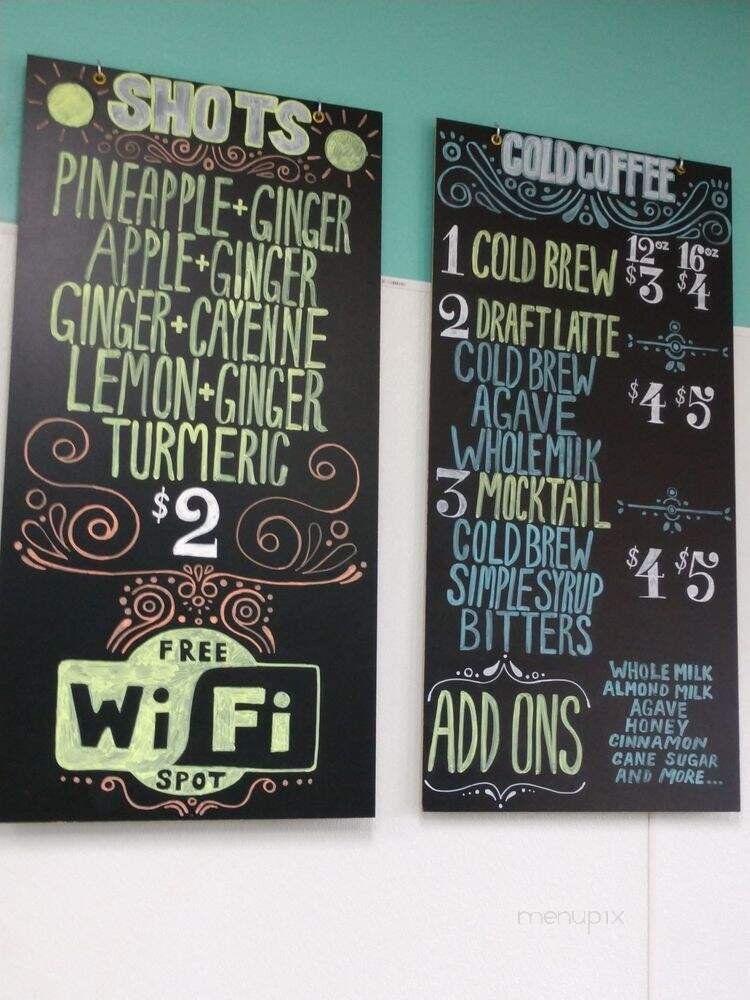 SHOTS
PINEAPPLE+GINGER
APPLE+GINGER
GINGER+CAYENNE
LEMON+GINGER
TURMERIC
$2
FREE
WiFi
SPOT
COLD COFFEE
12oz 16oz
1 COLD BREW $3 $4
2 DRAFT LATTE
COLD BREW
AGAVE $4 $5
WHOLE MILK
3 MOCKTAIL
COLD BREW
SIMPLE SYRUP $4 $5
BITTERS
ADD ONS
WHOLE MILK
ALMOND MILK
AGAVE
HONEY
CINNAMON
CANE SUGAR
AND MORE...
menupix